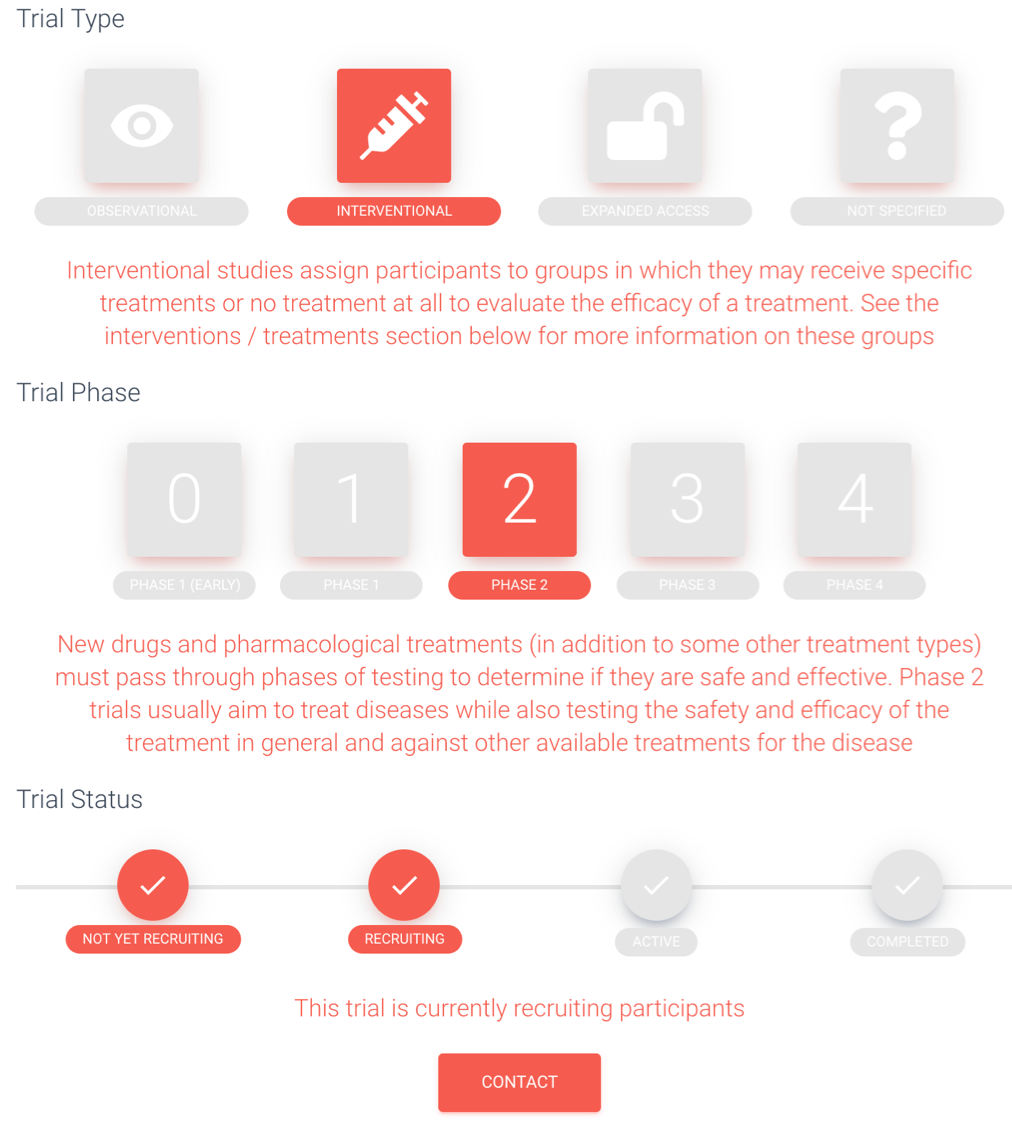 Trial Type
OBSERVATIONAL
INTERVENTIONAL
EXPANDED ACCESS
?
NOT SPECIFIED
Interventional studies assign participants to groups in which they may receive specific
treatments or no treatment at all to evaluate the efficacy of a treatment. See the
interventions / treatments section below for more information on these groups
Trial Phase
0
1
2
3
4
PHASE 1 (EARLY)
PHASE 1
PHASE 2
PHASE 3
PHASE 4
New drugs and pharmacological treatments (in addition to some other treatment types)
must pass through phases of testing to determine if they are safe and effective. Phase 2
trials usually aim to treat diseases while also testing the safety and efficacy of the
treatment in general and against other available treatments for the disease
Trial Status
NOT YET RECRUITING
RECRUITING
ACTIVE
COMPLETED
This trial is currently recruiting participants
CONTACT